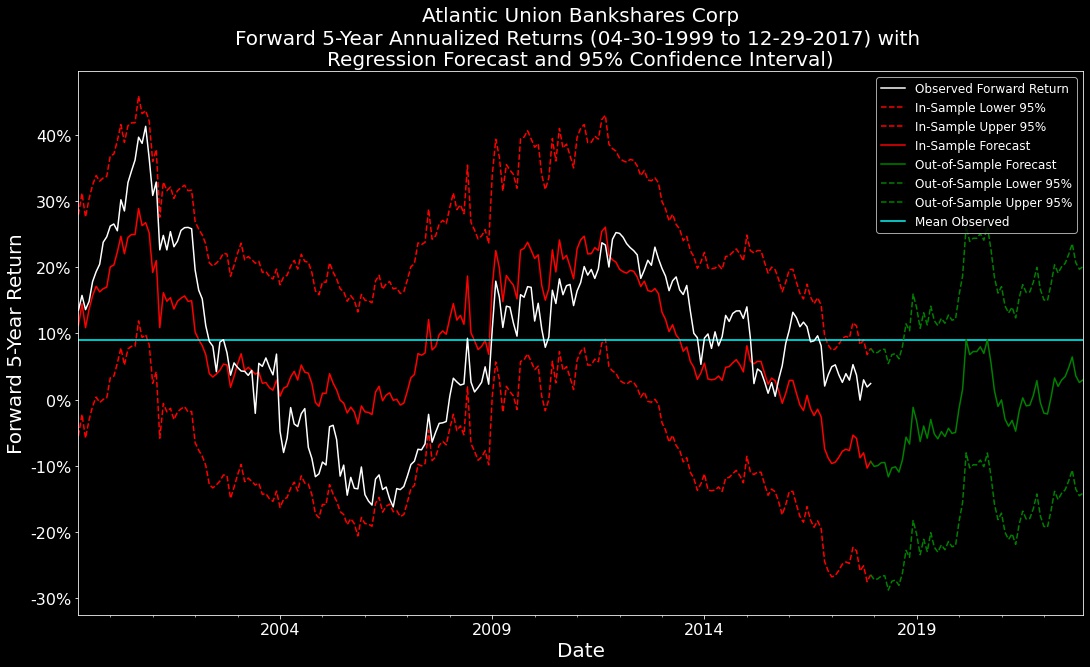 Atlantic Union Bankshares Corp
Forward 5-Year Annualized Returns (04-30-1999 to 12-29-2017) with
Regression Forecast and 95% Confidence Interval)
Observed Forward Return
In-Sample Lower 95%
In-Sample Upper 95%
In-Sample Forecast
Out-of-Sample Forecast
Out-of-Sample Lower 95%
Out-of-Sample Upper 95%
Mean Observed
Forward 5-Year Return
40%
30%
20%
10%
0%
-10%
-20%
-30%
2004
2009
2014
2019
Date